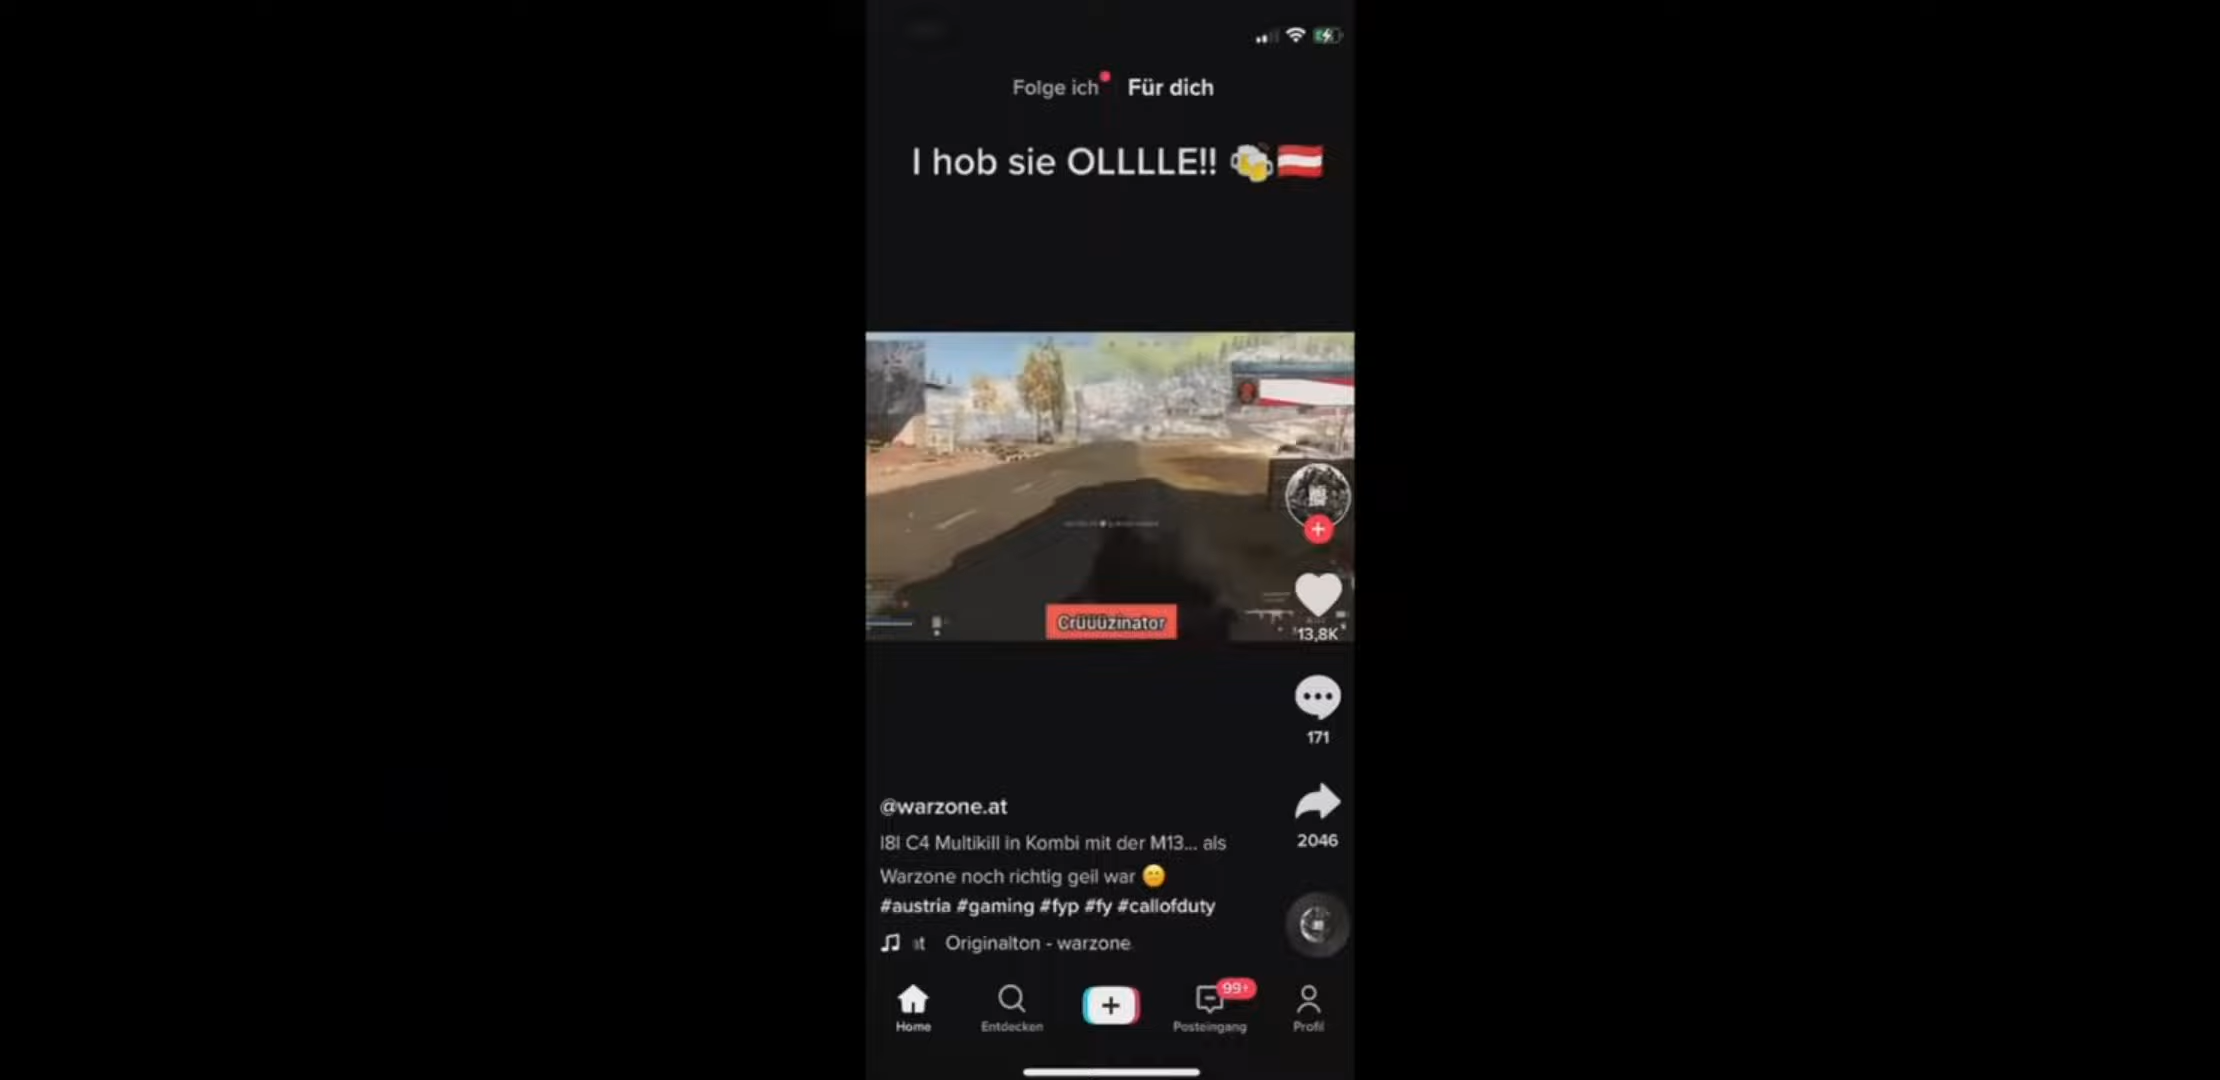 Folge ich Für dich
I hob sie OLLLLE!! 🍻🇦🇹
Crüüüzinator
13,8K
171
@warzone.at
2046
I8I C4 Multikill in Kombi mit der M13... als
Warzone noch richtig geil war 😕
#austria #gaming #fyp #fy #callofduty
Originalton - warzone
99+
Home Entdecken Posteingang Profil